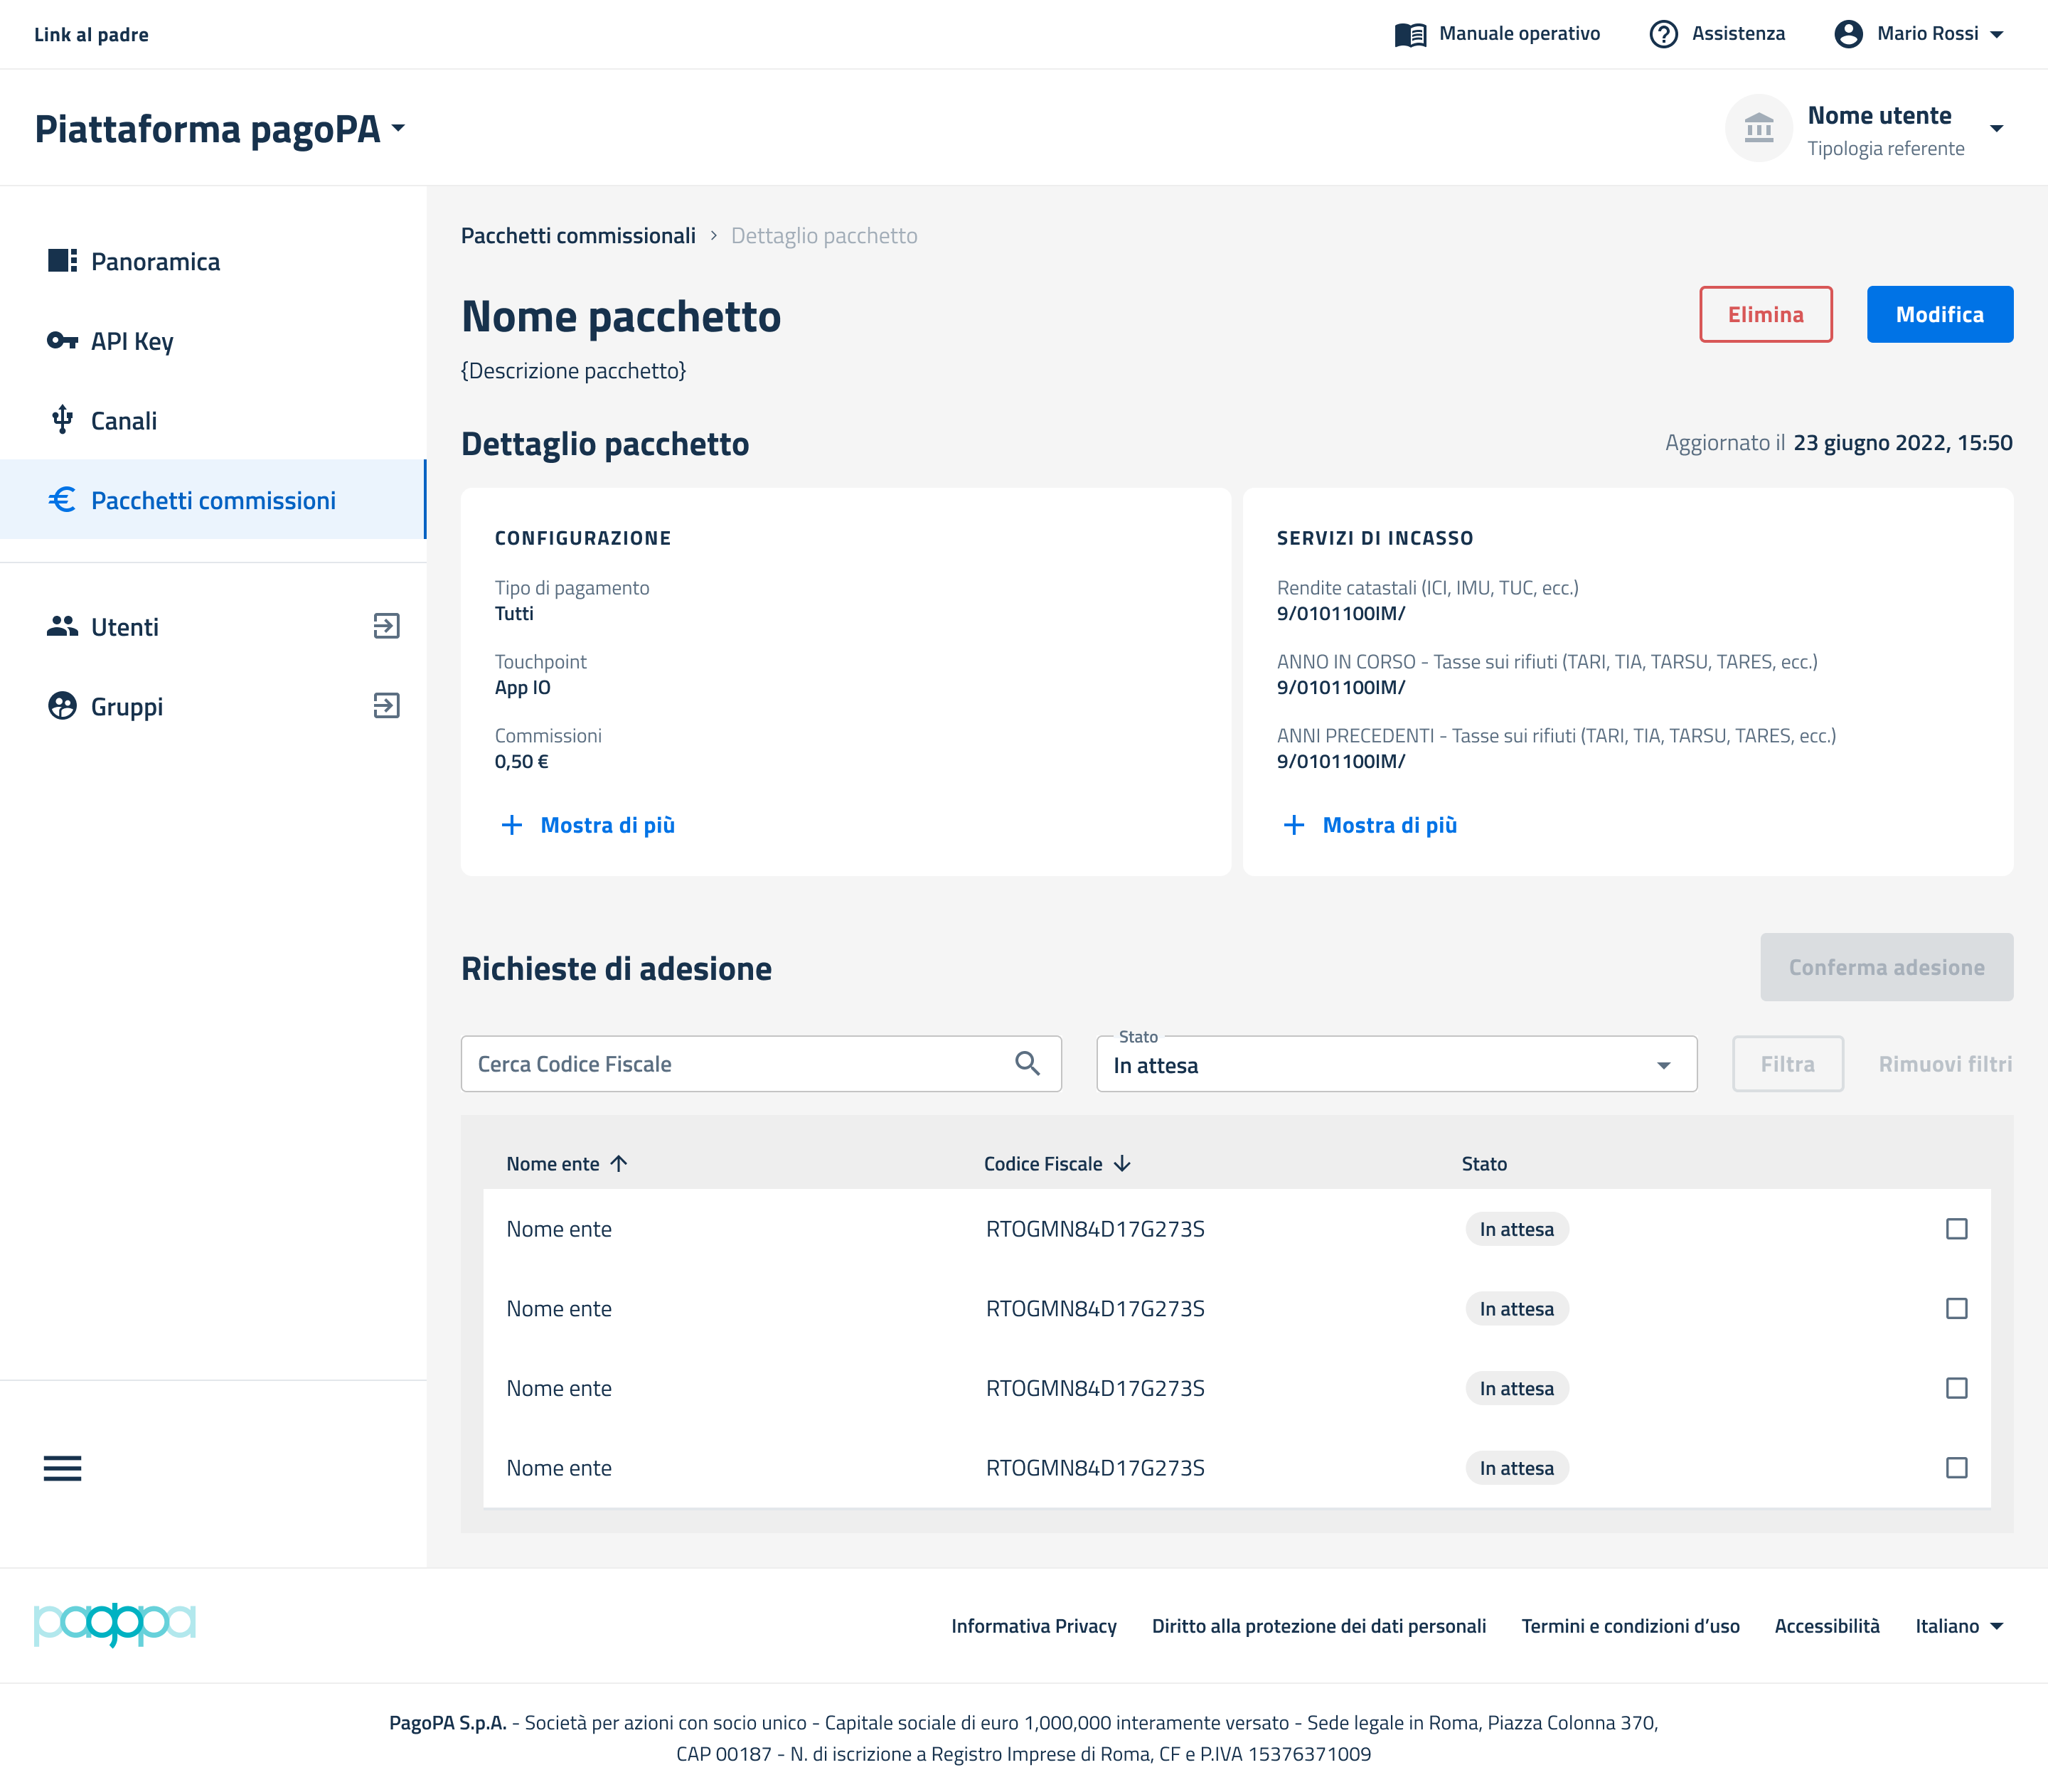 Link al padre
Manuale operativo
Assistenza
Mario Rossi
Piattaforma pagoPA
Nome utente
Tipologia referente
Panoramica
API Key
Canali
Pacchetti commissioni
Utenti
Gruppi
Pacchetti commissionali > Dettaglio pacchetto
Nome pacchetto
Elimina
Modifica
{Descrizione pacchetto}
Dettaglio pacchetto
Aggiornato il 23 giugno 2022, 15:50
CONFIGURAZIONE
Tipo di pagamento
Tutti
Touchpoint
App IO
Commissioni
0,50 €
Mostra di più
SERVIZI DI INCASSO
Rendite catastali (ICI, IMU, TUC, ecc.)
9/0101100IM/
ANNO IN CORSO - Tasse sui rifiuti (TARI, TIA, TARSU, TARES, ecc.)
9/0101100IM/
ANNI PRECEDENTI - Tasse sui rifiuti (TARI, TIA, TARSU, TARES, ecc.)
9/0101100IM/
Mostra di più
Richieste di adesione
Conferma adesione
Cerca Codice Fiscale
Stato
In attesa
Filtra
Rimuovi filtri
Nome ente Codice Fiscale Stato
Nome ente RTOGMN84D17G273S In attesa
Nome ente RTOGMN84D17G273S In attesa
Nome ente RTOGMN84D17G273S In attesa
Nome ente RTOGMN84D17G273S In attesa
pagopa
Informativa Privacy
Diritto alla protezione dei dati personali
Termini e condizioni d’uso
Accessibilità
Italiano
PagoPA S.p.A. - Società per azioni con socio unico - Capitale sociale di euro 1,000,000 interamente versato - Sede legale in Roma, Piazza Colonna 370,
CAP 00187 - N. di iscrizione a Registro Imprese di Roma, CF e P.IVA 15376371009